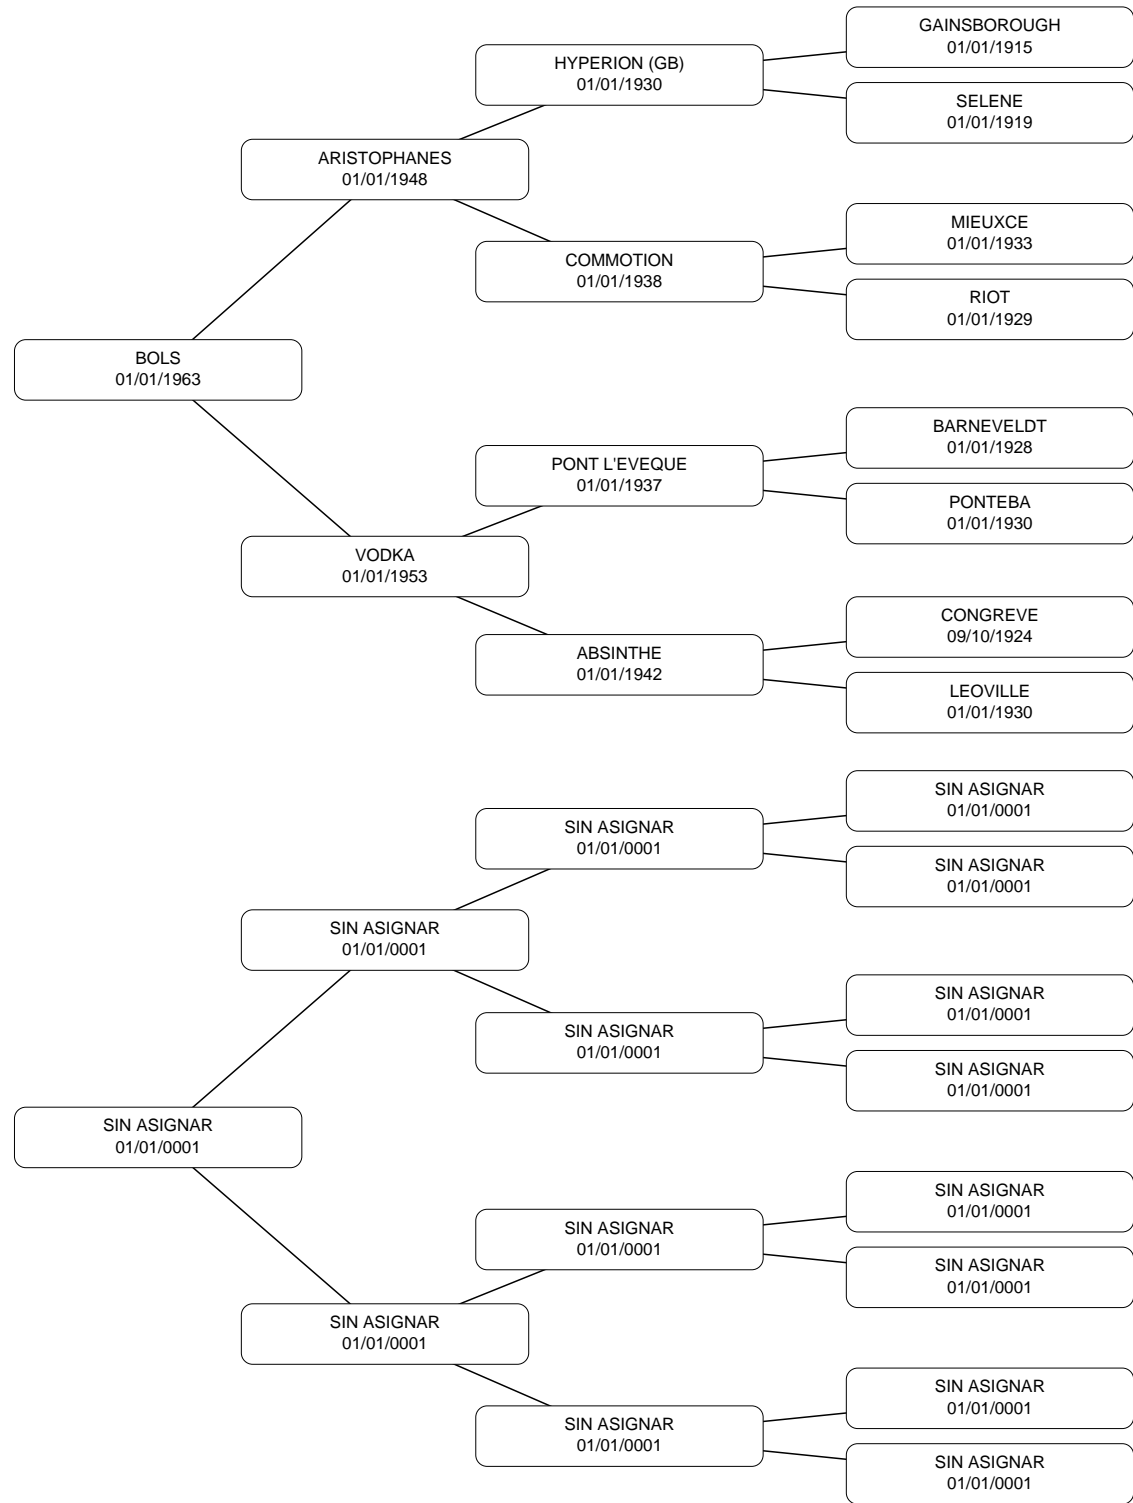 GAINSBOROUGH
01/01/1915
HYPERION (GB)
01/01/1930
SELENE
01/01/1919
ARISTOPHANES
01/01/1948
MIEUXCE
01/01/1933
COMMOTION
01/01/1938
RIOT
01/01/1929
BOLS
01/01/1963
BARNEVELDT
01/01/1928
PONT L'EVEQUE
01/01/1937
PONTEBA
01/01/1930
VODKA
01/01/1953
CONGREVE
09/10/1924
ABSINTHE
01/01/1942
LEOVILLE
01/01/1930
SIN ASIGNAR
01/01/0001
SIN ASIGNAR
01/01/0001
SIN ASIGNAR
01/01/0001
SIN ASIGNAR
01/01/0001
SIN ASIGNAR
01/01/0001
SIN ASIGNAR
01/01/0001
SIN ASIGNAR
01/01/0001
SIN ASIGNAR
01/01/0001
SIN ASIGNAR
01/01/0001
SIN ASIGNAR
01/01/0001
SIN ASIGNAR
01/01/0001
SIN ASIGNAR
01/01/0001
SIN ASIGNAR
01/01/0001
SIN ASIGNAR
01/01/0001
SIN ASIGNAR
01/01/0001